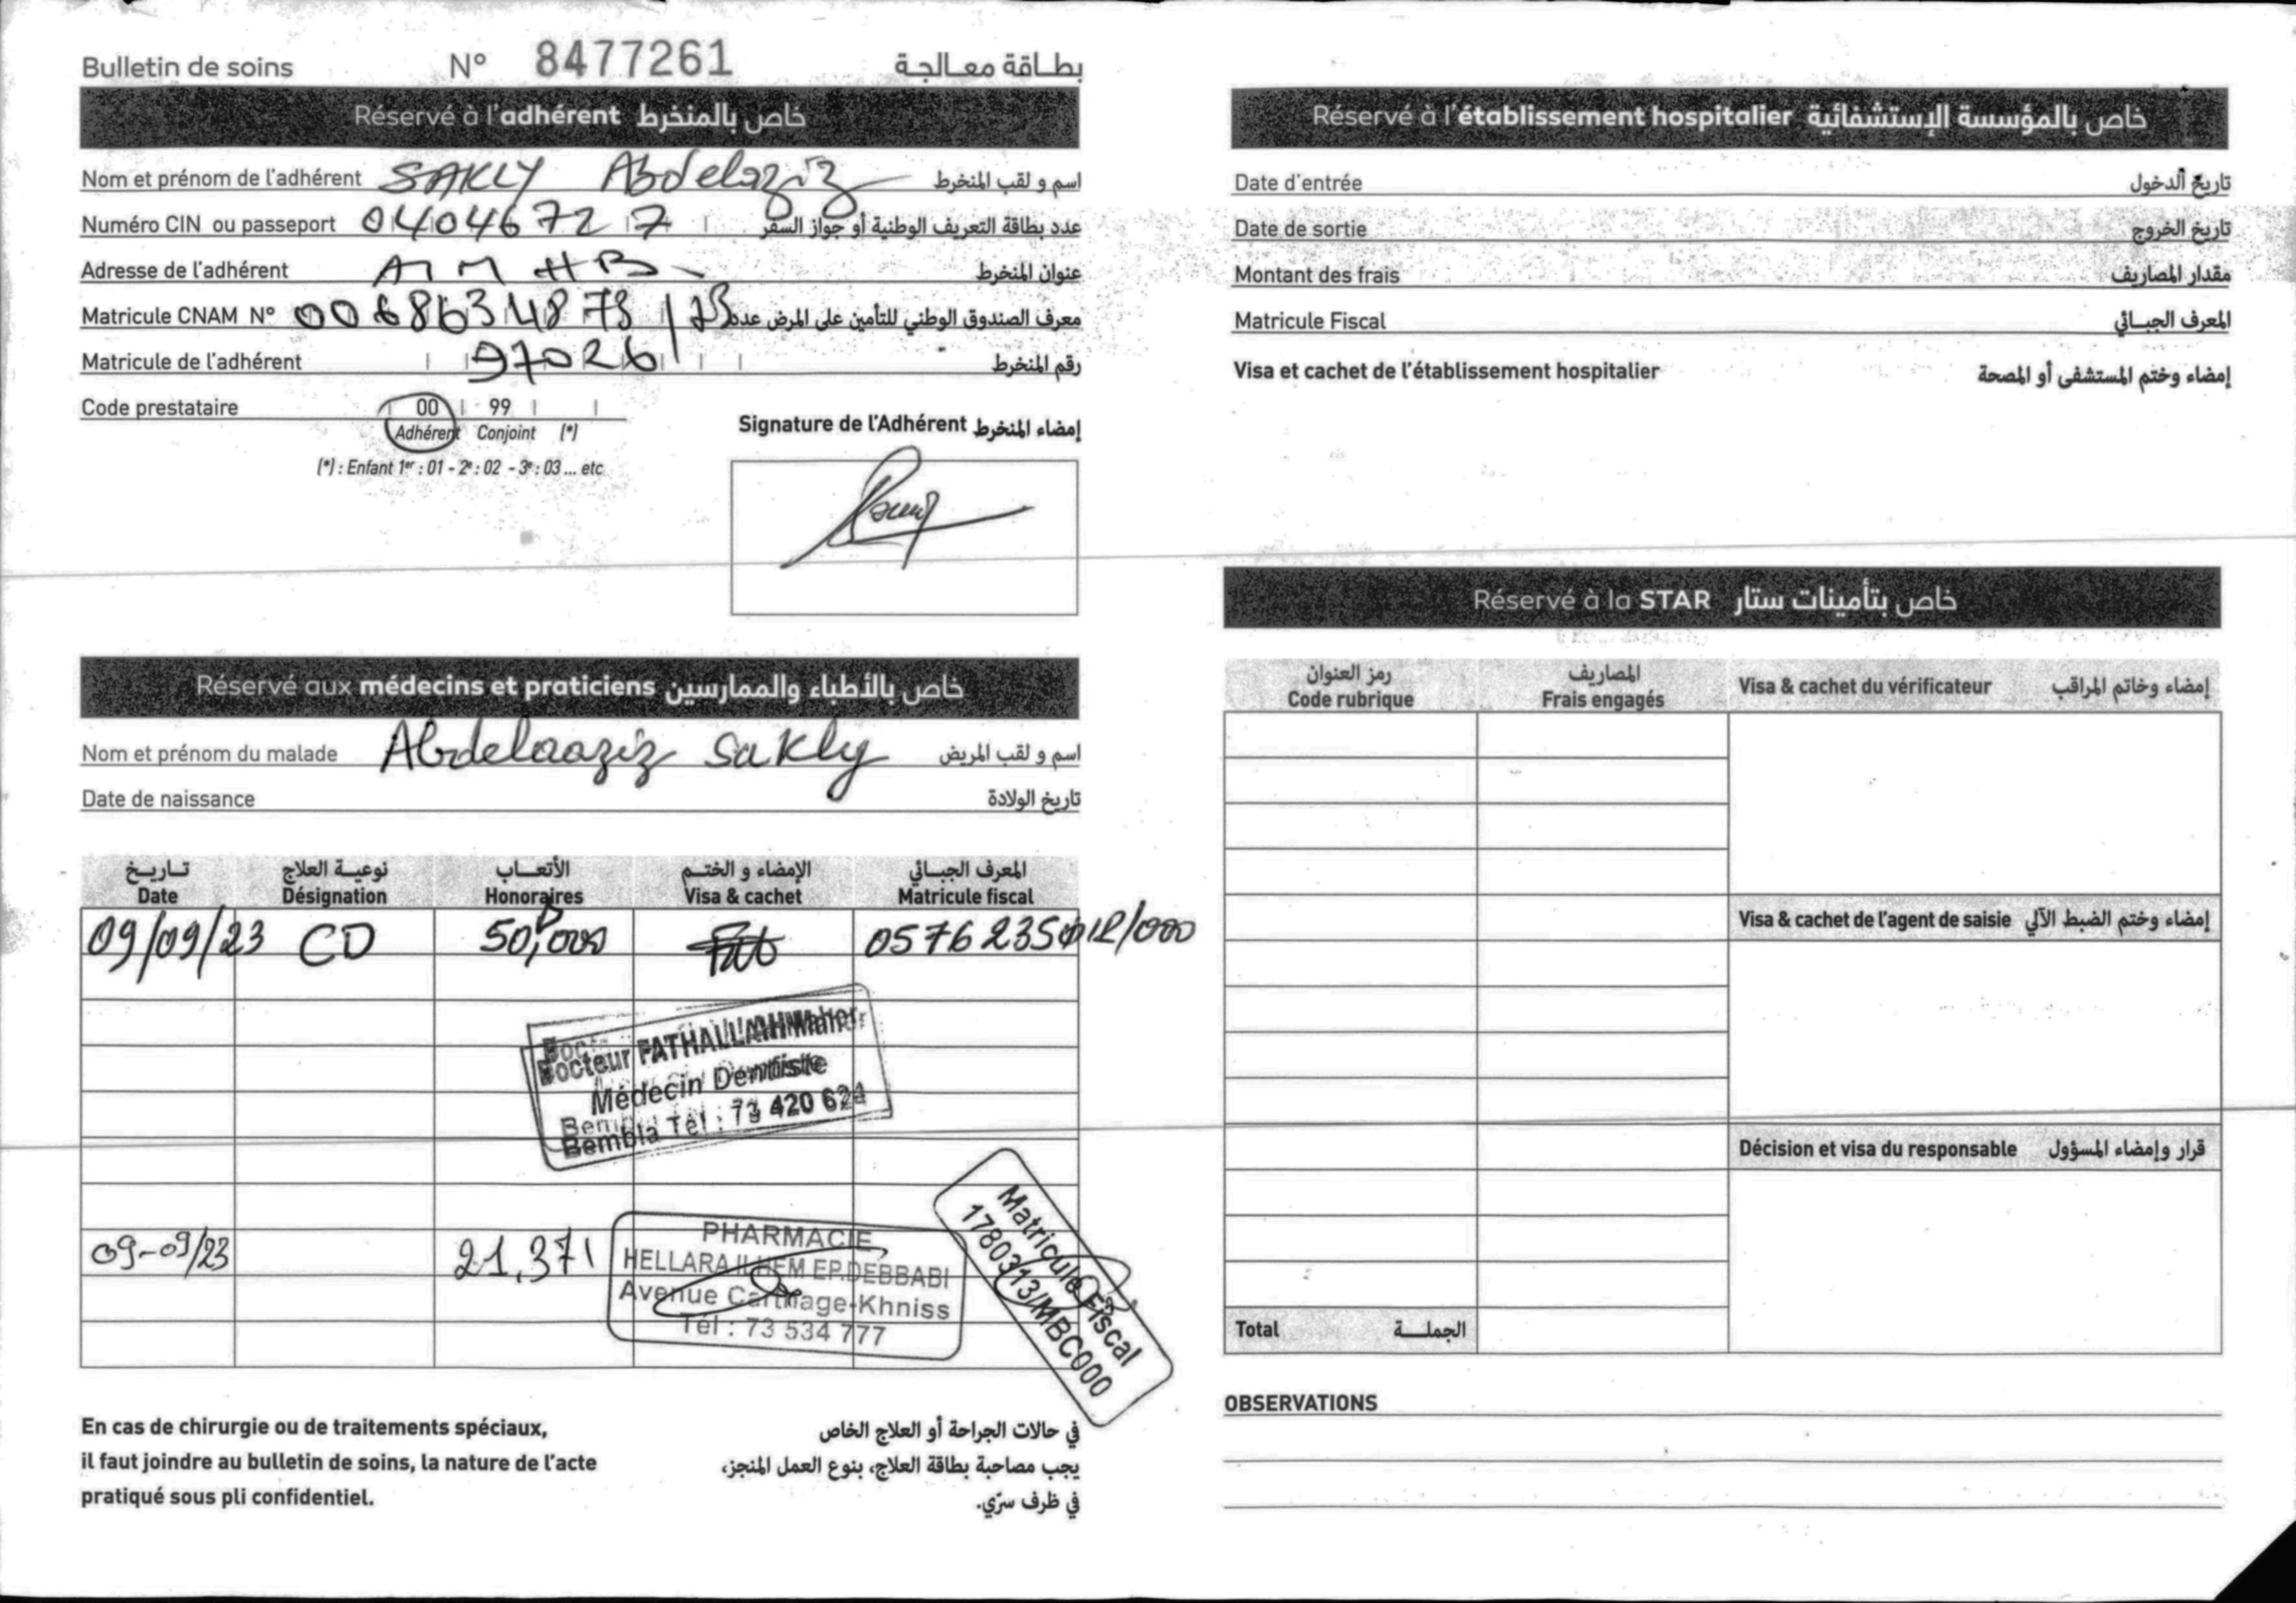 Bulletin de soins N° 8477261 بطاقة معالجة
Réservé à l'adhérent خاص بالمنخرط
Nom et prénom de l'adhérent SAKLY Abdelaziz اسم و لقب المنخرط
Numéro CIN ou passeport 04046727 عدد بطاقة التعريف الوطنية أو جواز السفر
Adresse de l'adhérent عنوان المنخرط
Matricule CNAM N° معرف الصندوق الوطني للتأمين على المرض عدد
Matricule de l'adhérent 97026 رقم المنخرط
Code prestataire 00 99
Adhérent Conjoint (*)
(*) : Enfant 1er : 01 - 2e : 02 - 3e : 03 ... etc
Signature de l'Adhérent إمضاء المنخرط
Réservé aux médecins et praticiens خاص بالأطباء والممارسين
Nom et prénom du malade Abdelaaziz Sakly اسم و لقب المريض
Date de naissance تاريخ الولادة
تاريخ نوعية العلاج الأتعاب الإمضاء و الختم المعرف الجبائي
Date Désignation Honoraires Visa & cachet Matricule fiscal
09/09/23 CD 50,000
Docteur FATHALLAH Maher
Médecin Dentiste
Bembla Tél : 73 420 624
09-09/23 21,371
PHARMACIE
HELLARA ILHEM EP.DEBBABI
Avenue Carthage-Khniss
Tél : 73 534 777
Matricule Fiscal
1780313/MBC000
En cas de chirurgie ou de traitements spéciaux,
il faut joindre au bulletin de soins, la nature de l'acte
pratiqué sous pli confidentiel.
في حالات الجراحة أو العلاج الخاص
يجب مصاحبة بطاقة العلاج، بنوع العمل المنجز،
في ظرف سرّي.
Réservé à l'établissement hospitalier خاص بالمؤسسة الإستشفائية
Date d'entrée تاريخ الدخول
Date de sortie تاريخ الخروج
Montant des frais مقدار المصاريف
Matricule Fiscal المعرف الجبائي
Visa et cachet de l'établissement hospitalier إمضاء وختم المستشفى أو المصحة
Réservé à la STAR خاص بتأمينات ستار
رمز العنوان المصاريف
Code rubrique Frais engagés Visa & cachet du vérificateur إمضاء وخاتم المراقب
Visa & cachet de l'agent de saisie إمضاء وختم الضبط الآلي
Décision et visa du responsable قرار وإمضاء المسؤول
Total الجملة
OBSERVATIONS